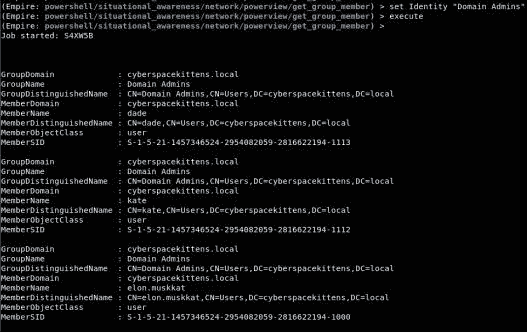 (Empire: powershell/situational_awareness/network/powerview/get_group_member) > set Identity "Domain Admins"
(Empire: powershell/situational_awareness/network/powerview/get_group_member) > execute
(Empire: powershell/situational_awareness/network/powerview/get_group_member) >
Job started: S4XW5B
GroupDomain : cyberspacekittens.local
GroupName : Domain Admins
GroupDistinguishedName : CN=Domain Admins,CN=Users,DC=cyberspacekittens,DC=local
MemberDomain : cyberspacekittens.local
MemberName : dade
MemberDistinguishedName : CN=dade,CN=Users,DC=cyberspacekittens,DC=local
MemberObjectClass : user
MemberSID : S-1-5-21-1457346524-2954082059-2816622194-1113
GroupDomain : cyberspacekittens.local
GroupName : Domain Admins
GroupDistinguishedName : CN=Domain Admins,CN=Users,DC=cyberspacekittens,DC=local
MemberDomain : cyberspacekittens.local
MemberName : kate
MemberDistinguishedName : CN=kate,CN=Users,DC=cyberspacekittens,DC=local
MemberObjectClass : user
MemberSID : S-1-5-21-1457346524-2954082059-2816622194-1112
GroupDomain : cyberspacekittens.local
GroupName : Domain Admins
GroupDistinguishedName : CN=Domain Admins,CN=Users,DC=cyberspacekittens,DC=local
MemberDomain : cyberspacekittens.local
MemberName : elon.muskkat
MemberDistinguishedName : CN=elon.muskkat,CN=Users,DC=cyberspacekittens,DC=local
MemberObjectClass : user
MemberSID : S-1-5-21-1457346524-2954082059-2816622194-1000